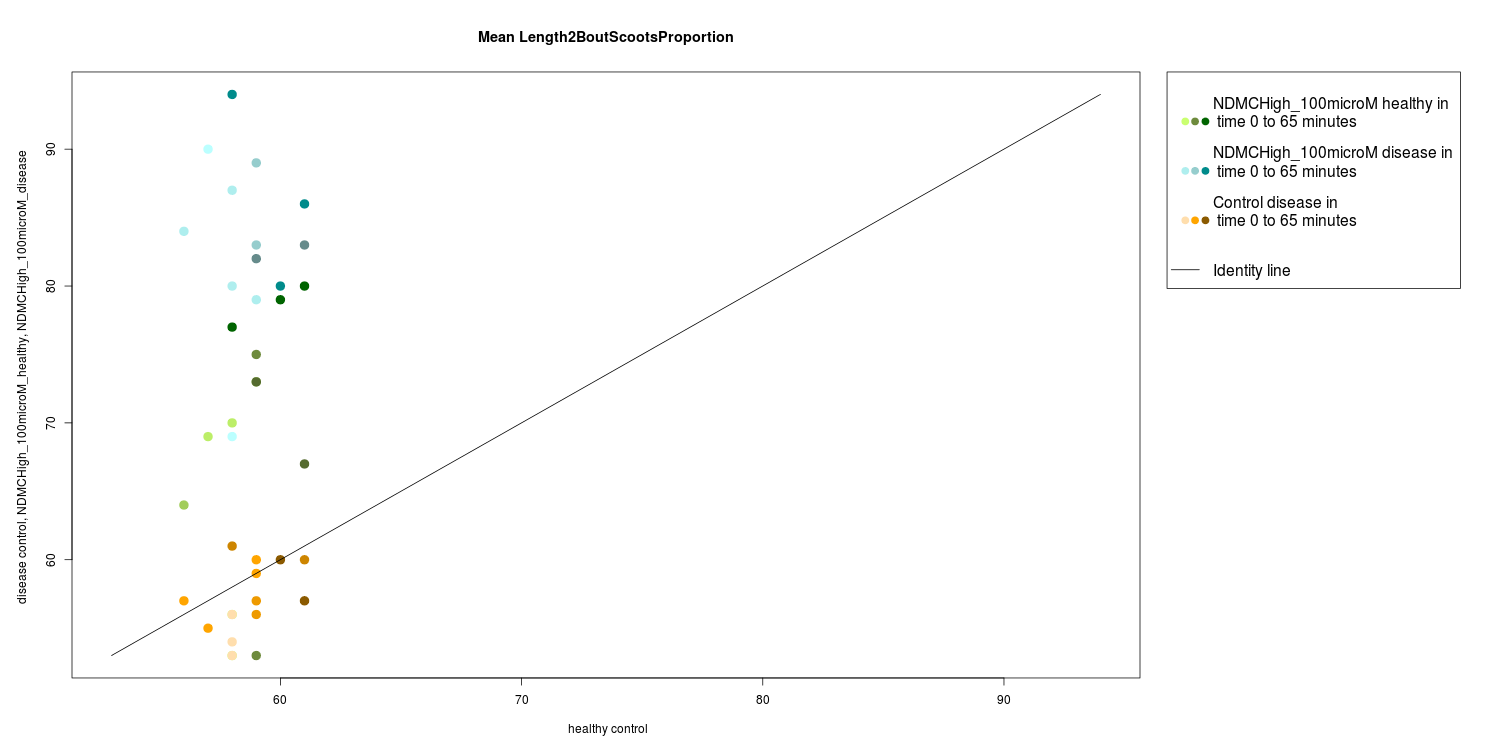 Mean Length2BoutScootsProportion
disease control, NDMCHigh_100microM_healthy, NDMCHigh_100microM_disease
90
80
70
60
60
70
80
90
healthy control
NDMCHigh_100microM healthy in
time 0 to 65 minutes
NDMCHigh_100microM disease in
time 0 to 65 minutes
Control disease in
time 0 to 65 minutes
Identity line